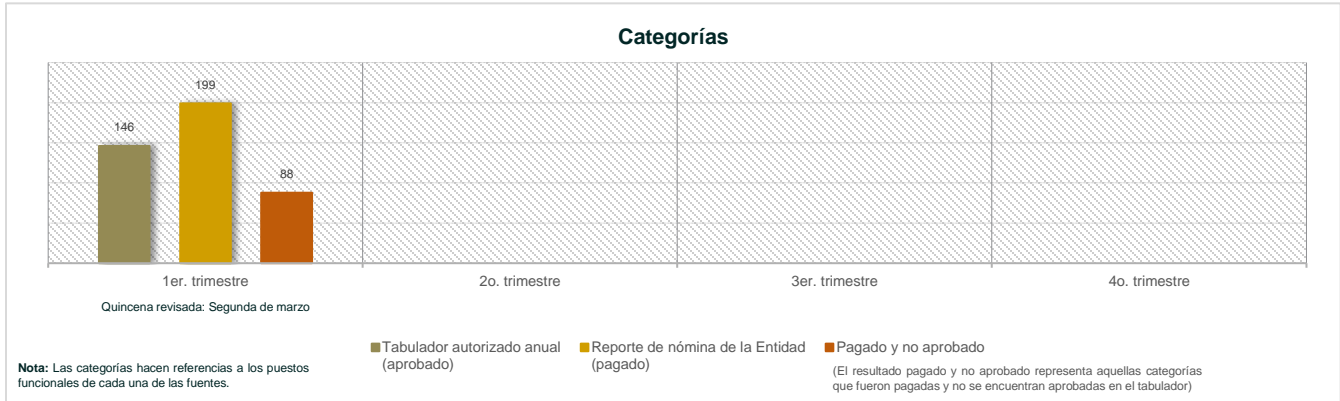 Categorías
199
146
88
1er. trimestre
2o. trimestre
3er. trimestre
4o. trimestre
Quincena revisada: Segunda de marzo
Tabulador autorizado anual
(aprobado)
Reporte de nómina de la Entidad
(pagado)
Pagado y no aprobado
(El resultado pagado y no aprobado representa aquellas categorías
que fueron pagadas y no se encuentran aprobadas en el tabulador)
Nota: Las categorías hacen referencias a los puestos
funcionales de cada una de las fuentes.